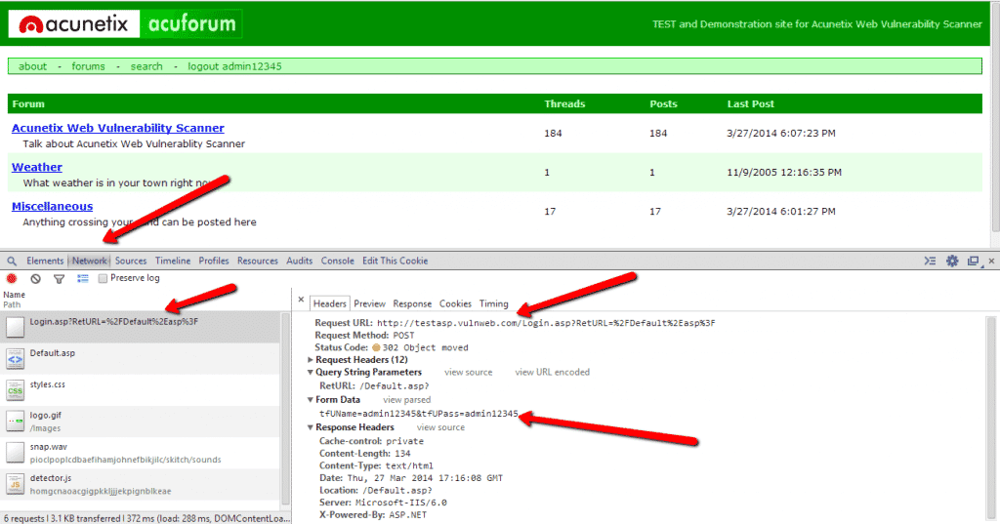 acunetix acuforum
TEST and Demonstration site for Acunetix Web Vulnerability Scanner
about - forums - search - logout admin12345
Forum Threads Posts Last Post
Acunetix Web Vulnerability Scanner 184 184 3/27/2014 6:07:23 PM
Talk about Acunetix Web Vulnerablity Scanner
Weather 1 1 11/9/2005 12:16:35 PM
What weather is in your town right
Miscellaneous 17 17 3/27/2014 6:01:27 PM
Anything crossing your can be posted here
Elements Network Sources Timeline Profiles Resources Audits Console Edit This Cookie
Preserve log
Name
Path
Login.asp?RetURL=%2FDefault%2Easp%3F
Default.asp
styles.css
logo.gif
/Images
snap.wav
pioclpoplcdbaefihamjohnefbikjilc/skitch/sounds
detector.js
homgcnaoacgigpkkljjjekpignblkeae
6 requests | 3.1 KB transferred | 372 ms (load: 288 ms, DOMContentLoa...
× Headers Preview Response Cookies Timing
Request URL: http://testasp.vulnweb.com/Login.asp?RetURL=%2FDefault%2Easp%3F
Request Method: POST
Status Code: 302 Object moved
Request Headers (12)
Query String Parameters view source view URL encoded
RetURL: /Default.asp?
Form Data view parsed
tfUName=admin12345&tfUPass=admin12345
Response Headers view source
Cache-control: private
Content-Length: 134
Content-Type: text/html
Date: Thu, 27 Mar 2014 17:16:08 GMT
Location: /Default.asp?
Server: Microsoft-IIS/6.0
X-Powered-By: ASP.NET